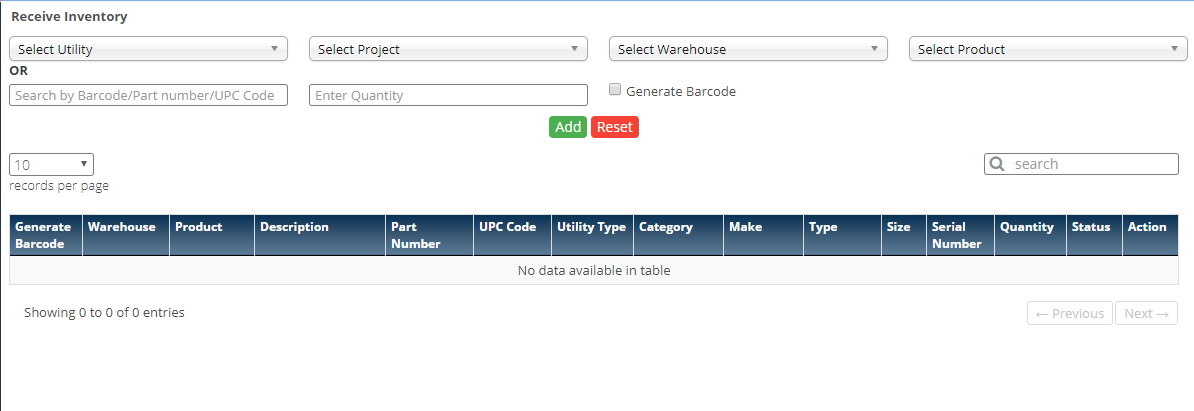 Receive Inventory
Select Utility Select Project Select Warehouse Select Product
OR
Search by Barcode/Part number/UPC Code Enter Quantity Generate Barcode
Add Reset
10 search
records per page
Generate Barcode Warehouse Product Description Part Number UPC Code Utility Type Category Make Type Size Serial Number Quantity Status Action
No data available in table
Showing 0 to 0 of 0 entries ← Previous Next →